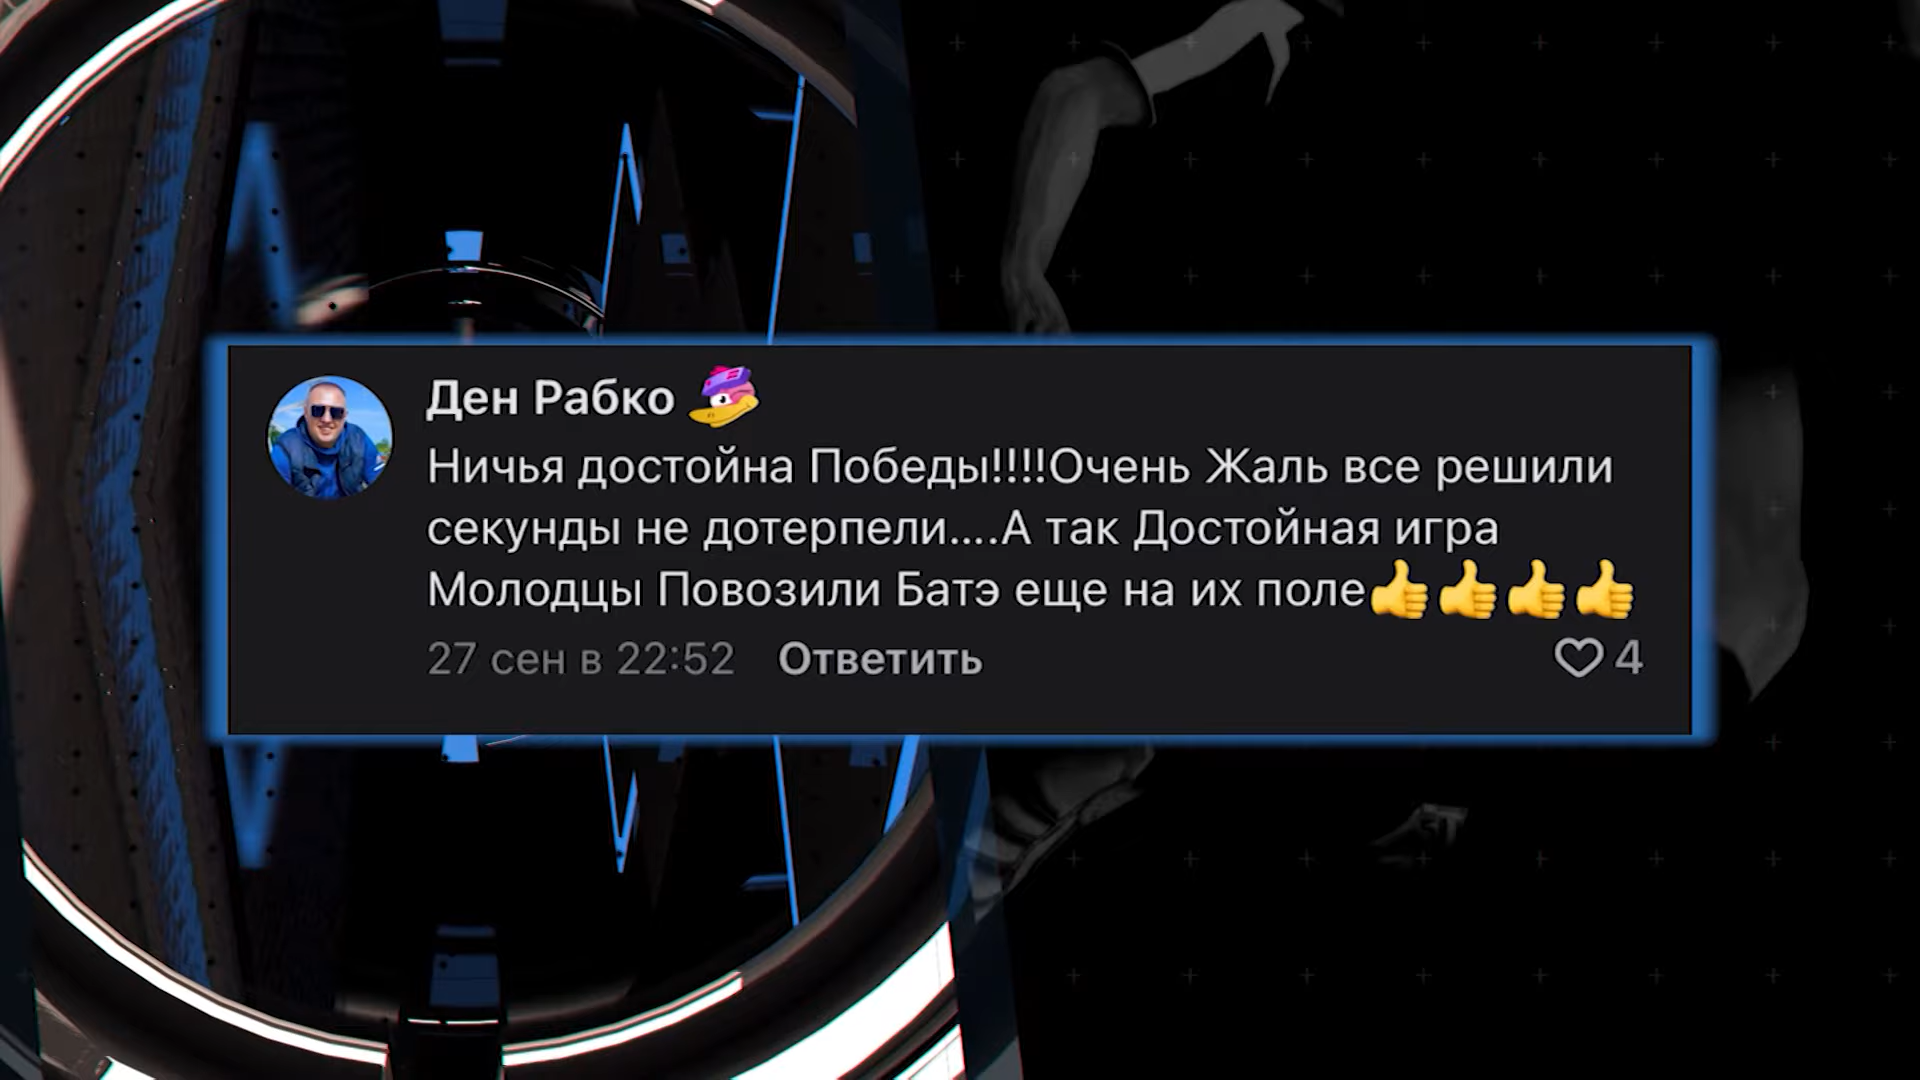 Ден Рабко
Ничья достойна Победы!!!!Очень Жаль все решили
секунды не дотерпели....А так Достойная игра
Молодцы Повозили Батэ еще на их поле👍👍👍👍
27 сен в 22:52 Ответить 4